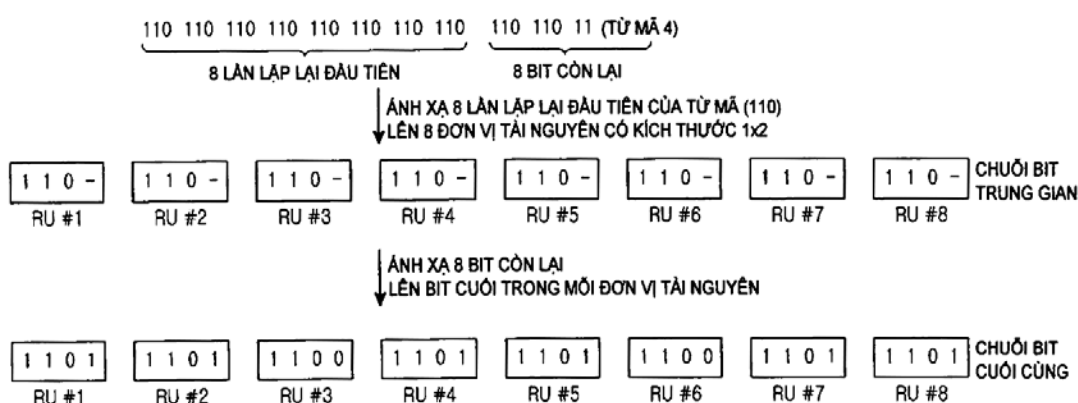 110 110 110 110 110 110 110 110 110 110 11 (TỪ MÃ 4)
8 LẦN LẶP LẠI ĐẦU TIÊN 8 BIT CÒN LẠI
ÁNH XẠ 8 LẦN LẶP LẠI ĐẦU TIÊN CỦA TỪ MÃ (110)
LÊN 8 ĐƠN VỊ TÀI NGUYÊN CÓ KÍCH THƯỚC 1x2
1 1 0 - 1 1 0 - 1 1 0 - 1 1 0 - 1 1 0 - 1 1 0 - 1 1 0 - 1 1 0 - CHUỖI BIT
TRUNG GIAN
RU #1 RU #2 RU #3 RU #4 RU #5 RU #6 RU #7 RU #8
ÁNH XẠ 8 BIT CÒN LẠI
LÊN BIT CUỐI TRONG MỖI ĐƠN VỊ TÀI NGUYÊN
1 1 0 1 1 1 0 1 1 1 0 0 1 1 0 1 1 1 0 1 1 1 0 0 1 1 0 1 1 1 0 1 CHUỖI BIT
CUỐI CÙNG
RU #1 RU #2 RU #3 RU #4 RU #5 RU #6 RU #7 RU #8